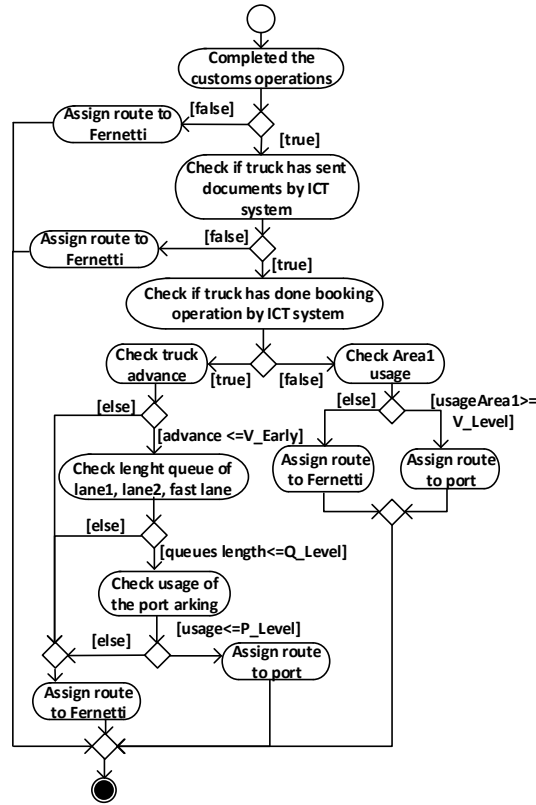 Completed the
customs operations
[false]
Assign route to
Fernetti
[true]
Check if truck has sent
documents by ICT
system
[false]
Assign route to
Fernetti
[true]
Check if truck has done booking
operation by ICT system
Check truck
advance
[true]
[false]
Check Area1
usage
[else]
[advance <=V_Early]
[else]
[usageArea1>=
V_Level]
Check lenght queue of
lane1, lane2, fast lane
Assign route
to Fernetti
Assign route
to port
[else]
[queues length<=Q_Level]
Check usage of
the port arking
[else]
[usage<=P_Level]
Assign route
to port
Assign route
to Fernetti